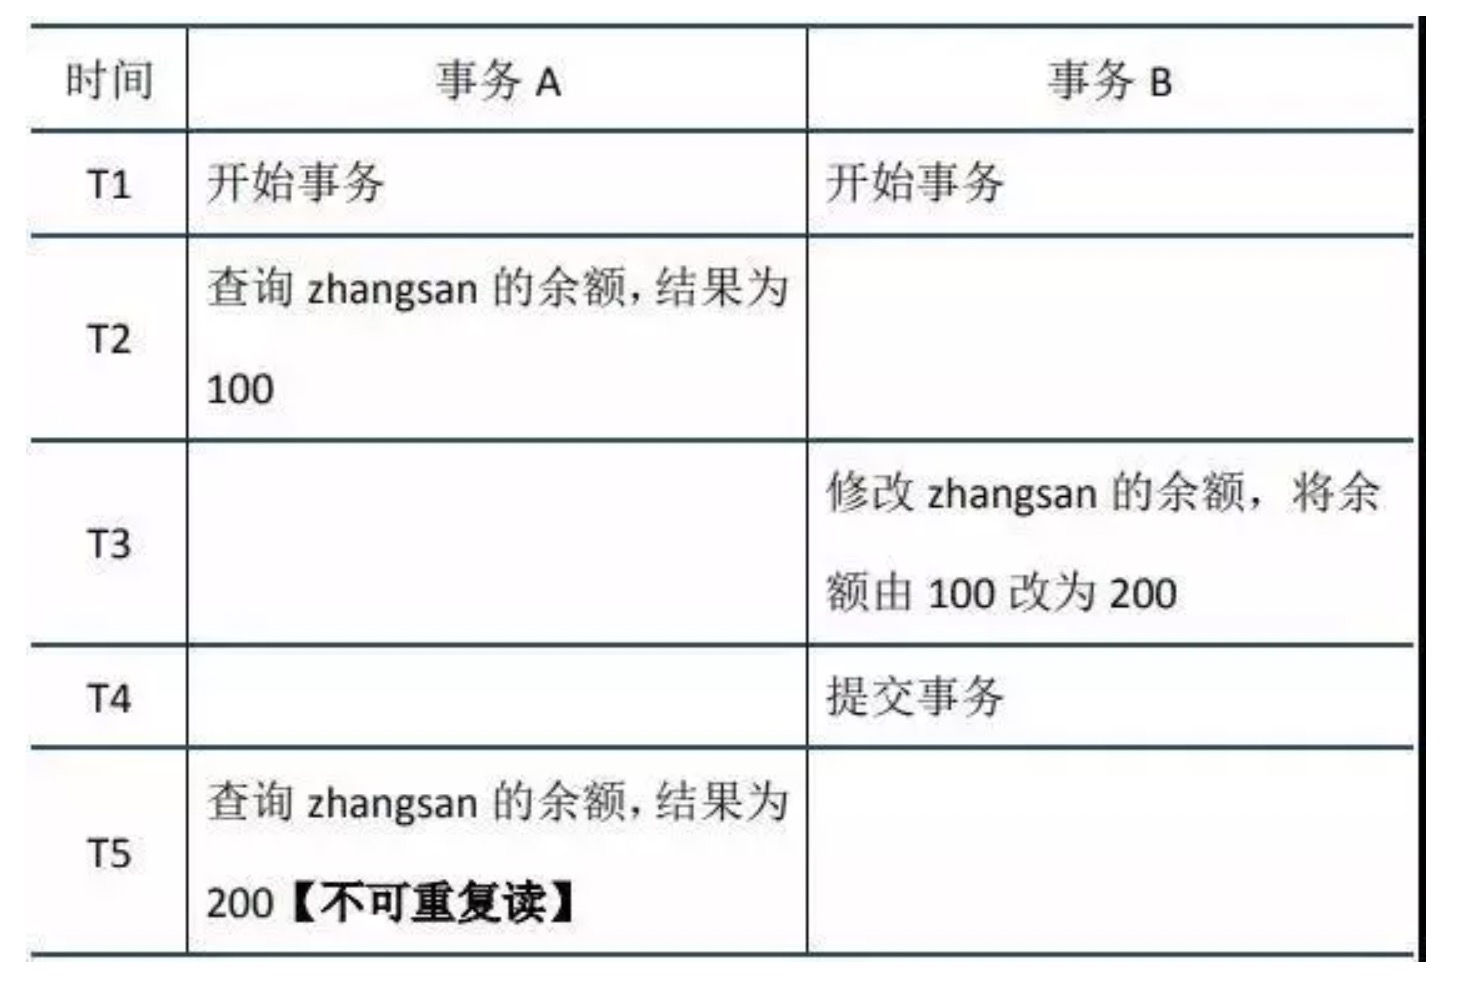 时间 事务 A 事务 B
T1 开始事务 开始事务
查询 zhangsan 的余额，结果为
T2
100
修改 zhangsan 的余额，将余
T3
额由 100 改为 200
T4 提交事务
查询 zhangsan 的余额，结果为
T5
200【不可重复读】